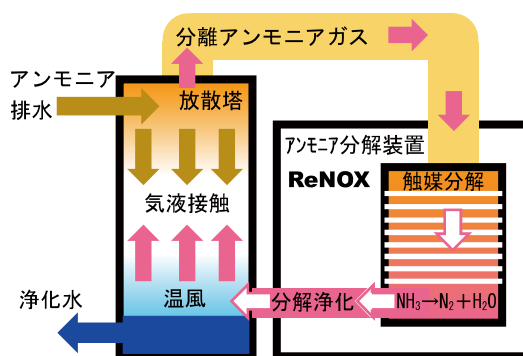 分離アンモニアガス
アンモニア
排水
放散塔
アンモニア分解装置
ReNOX
触媒分解
気液接触
浄化水
温風
分解浄化
NH₃→N₂+H₂O